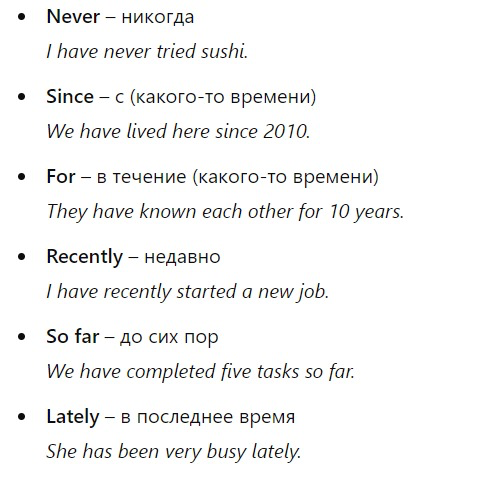 • Never – никогда
I have never tried sushi.
• Since – с (какого-то времени)
We have lived here since 2010.
• For – в течение (какого-то времени)
They have known each other for 10 years.
• Recently – недавно
I have recently started a new job.
• So far – до сих пор
We have completed five tasks so far.
• Lately – в последнее время
She has been very busy lately.